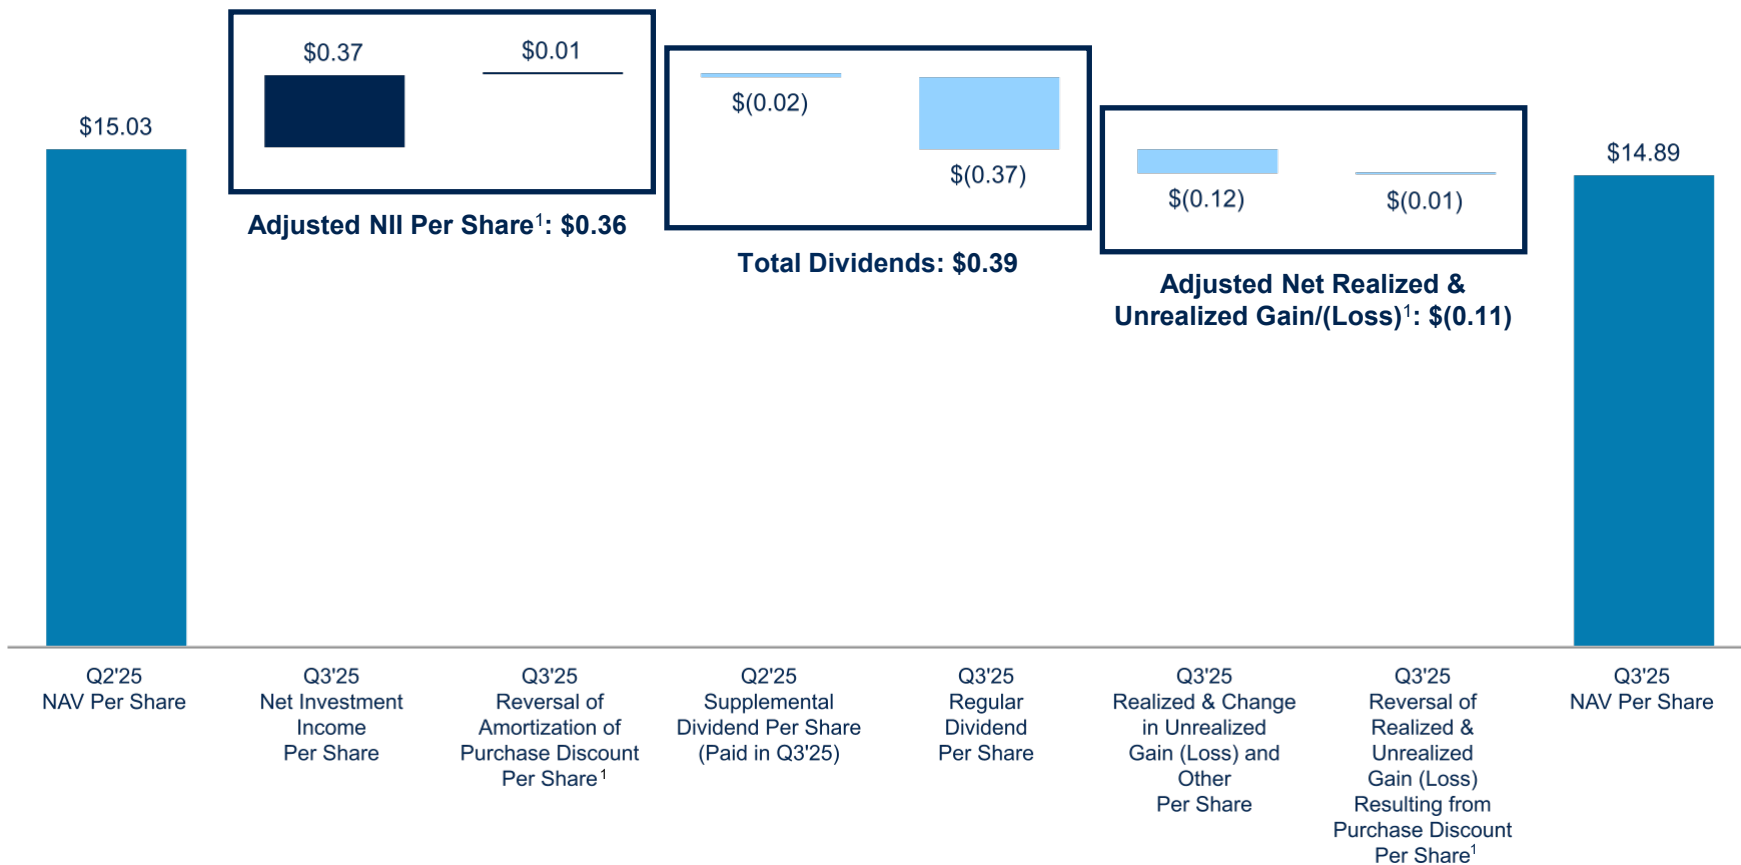 $15.03
$0.37
$0.01
Adjusted NII Per Share¹: $0.36
$(0.02)
$(0.37)
Total Dividends: $0.39
$(0.12)
$(0.01)
Adjusted Net Realized &
Unrealized Gain/(Loss)¹: $(0.11)
$14.89
Q2'25
NAV Per Share
Q3'25
Net Investment
Income
Per Share
Q3'25
Reversal of
Amortization of
Purchase Discount
Per Share¹
Q2'25
Supplemental
Dividend Per Share
(Paid in Q3'25)
Q3'25
Regular
Dividend
Per Share
Q3'25
Realized & Change
in Unrealized
Gain (Loss) and
Other
Per Share
Q3'25
Reversal of
Realized &
Unrealized
Gain (Loss)
Resulting from
Purchase Discount
Per Share¹
Q3'25
NAV Per Share